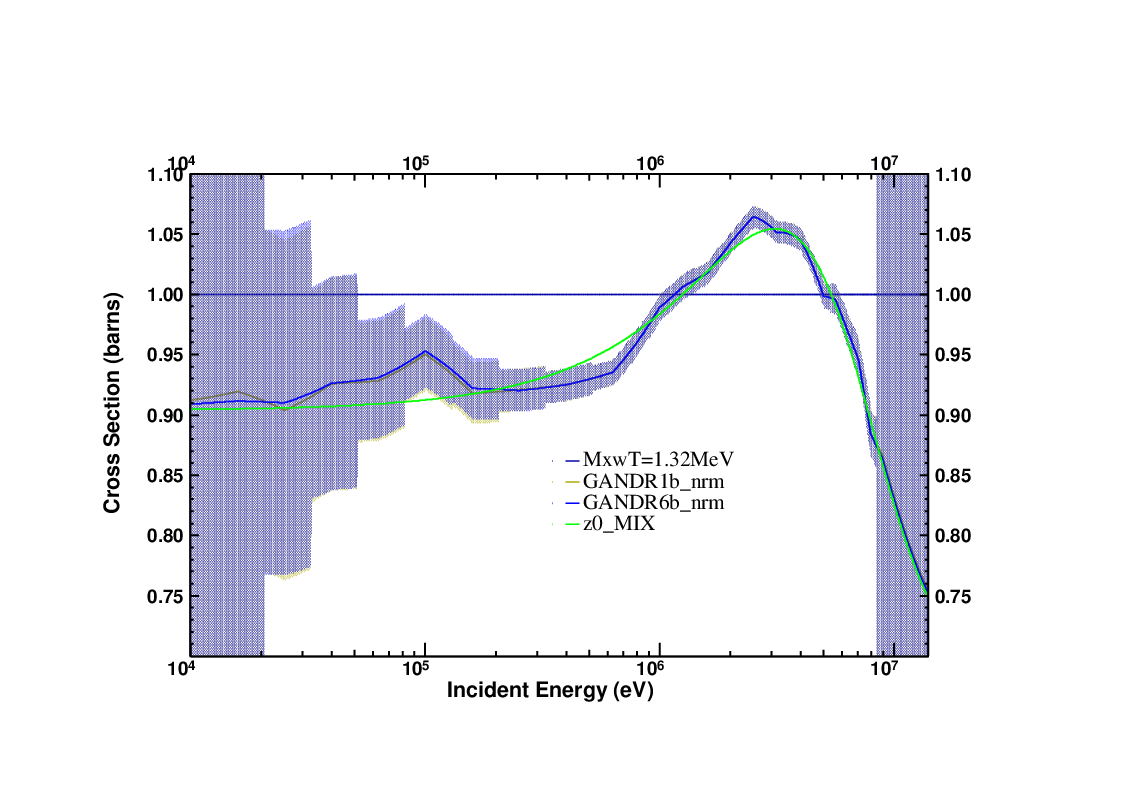 10⁴ 10⁵ 10⁶ 10⁷
1.10 1.10
1.05 1.05
1.00 1.00
0.95 0.95
0.90 0.90
0.85 0.85
0.80 0.80
0.75 0.75
Cross Section (barns)
MxwT=1.32MeV
GANDR1b_nrm
GANDR6b_nrm
z0_MIX
10⁴ 10⁵ 10⁶ 10⁷
Incident Energy (eV)